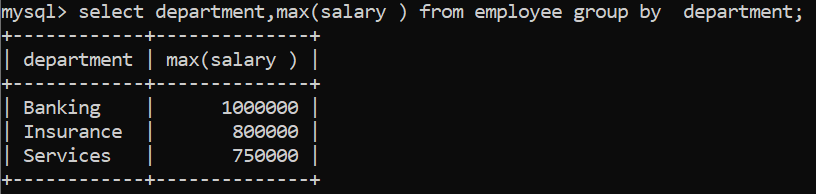 mysql> select department,max(salary ) from employee group by  department;
+------------+--------------+
| department | max(salary ) |
+------------+--------------+
| Banking    |      1000000 |
| Insurance  |       800000 |
| Services   |       750000 |
+------------+--------------+